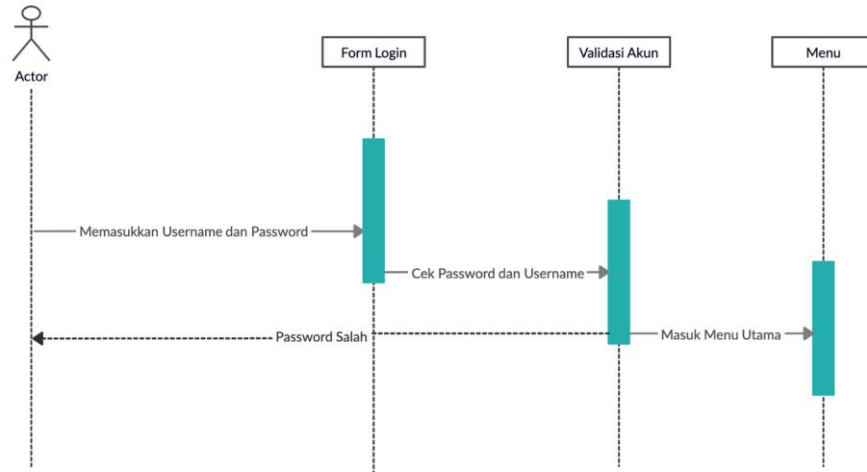 Actor
Form Login
Validasi Akun
Menu
Memasukkan Username dan Password
Cek Password dan Username
Password Salah
Masuk Menu Utama